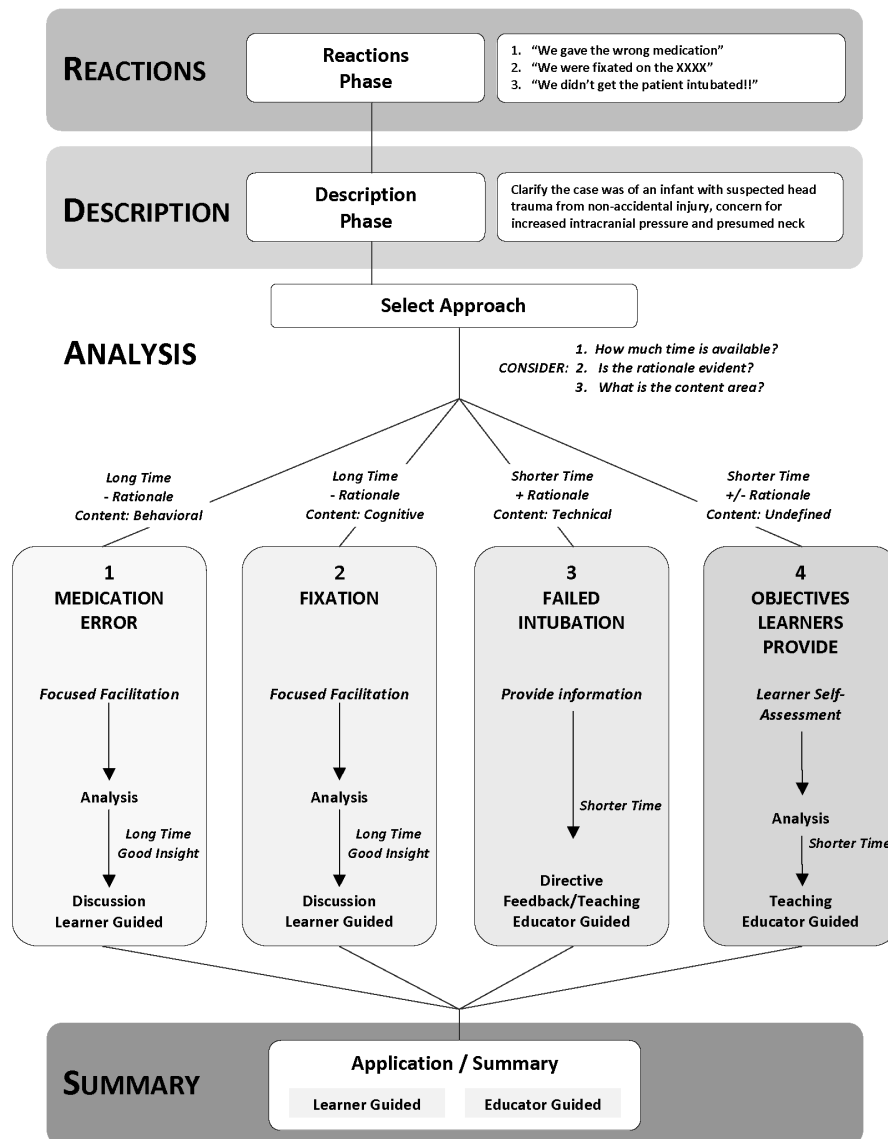 REACTIONS
Reactions
Phase
1. “We gave the wrong medication”
2. “We were fixated on the XXXX”
3. “We didn’t get the patient intubated!!”
DESCRIPTION
Description
Phase
Clarify the case was of an infant with suspected head
trauma from non-accidental injury, concern for
increased intracranial pressure and presumed neck
Select Approach
ANALYSIS
CONSIDER:
1. How much time is available?
2. Is the rationale evident?
3. What is the content area?
Long Time
- Rationale
Content: Behavioral
Long Time
- Rationale
Content: Cognitive
Shorter Time
+ Rationale
Content: Technical
Shorter Time
+/- Rationale
Content: Undefined
1
MEDICATION
ERROR
Focused Facilitation
Analysis
Long Time
Good Insight
Discussion
Learner Guided
2
FIXATION
Focused Facilitation
Analysis
Long Time
Good Insight
Discussion
Learner Guided
3
FAILED
INTUBATION
Provide information
Shorter Time
Directive
Feedback/Teaching
Educator Guided
4
OBJECTIVES
LEARNERS
PROVIDE
Learner Self-
Assessment
Analysis
Shorter Time
Teaching
Educator Guided
SUMMARY
Application / Summary
Learner Guided
Educator Guided